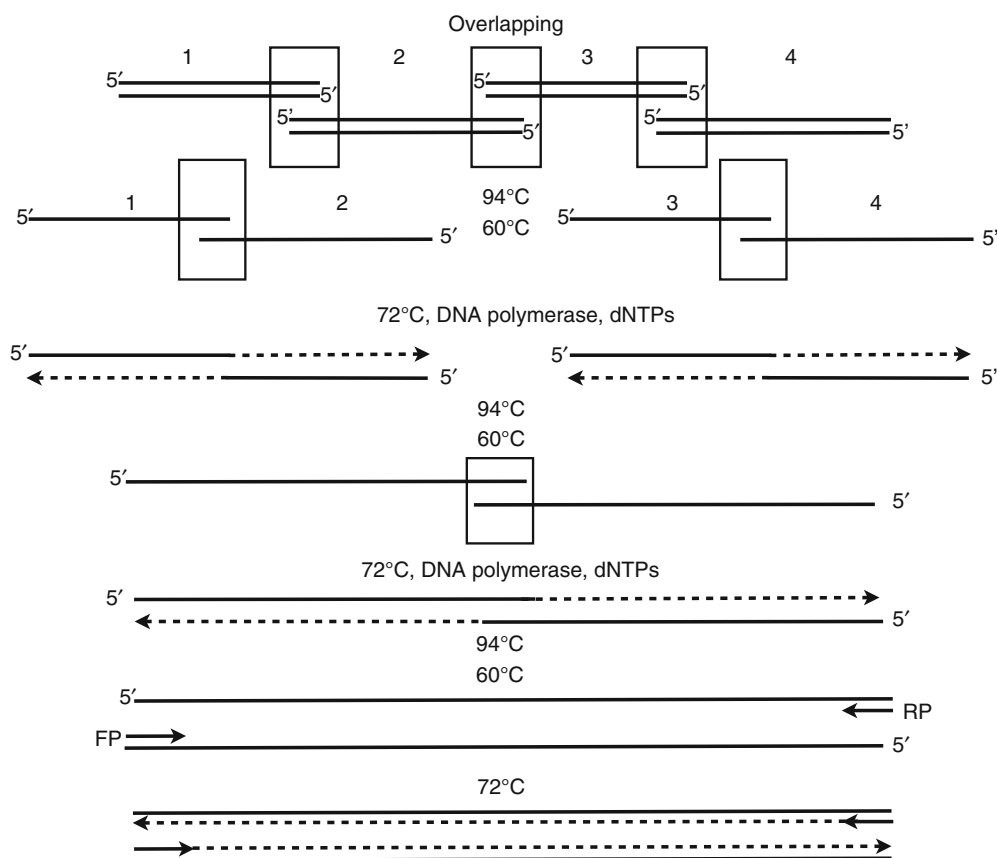 Overlapping
1 2 3 4
5′ 5′ 5′ 5′
5′ 5′ 5′ 5’
94°C
1 2 3 4
5′ 5′ 60°C 5′ 5’
72°C, DNA polymerase, dNTPs
5′ 5′
5′ 5’
94°C
60°C
5′ 5′
72°C, DNA polymerase, dNTPs
5′ 5′
94°C
60°C
5′
RP
FP 5′
72°C